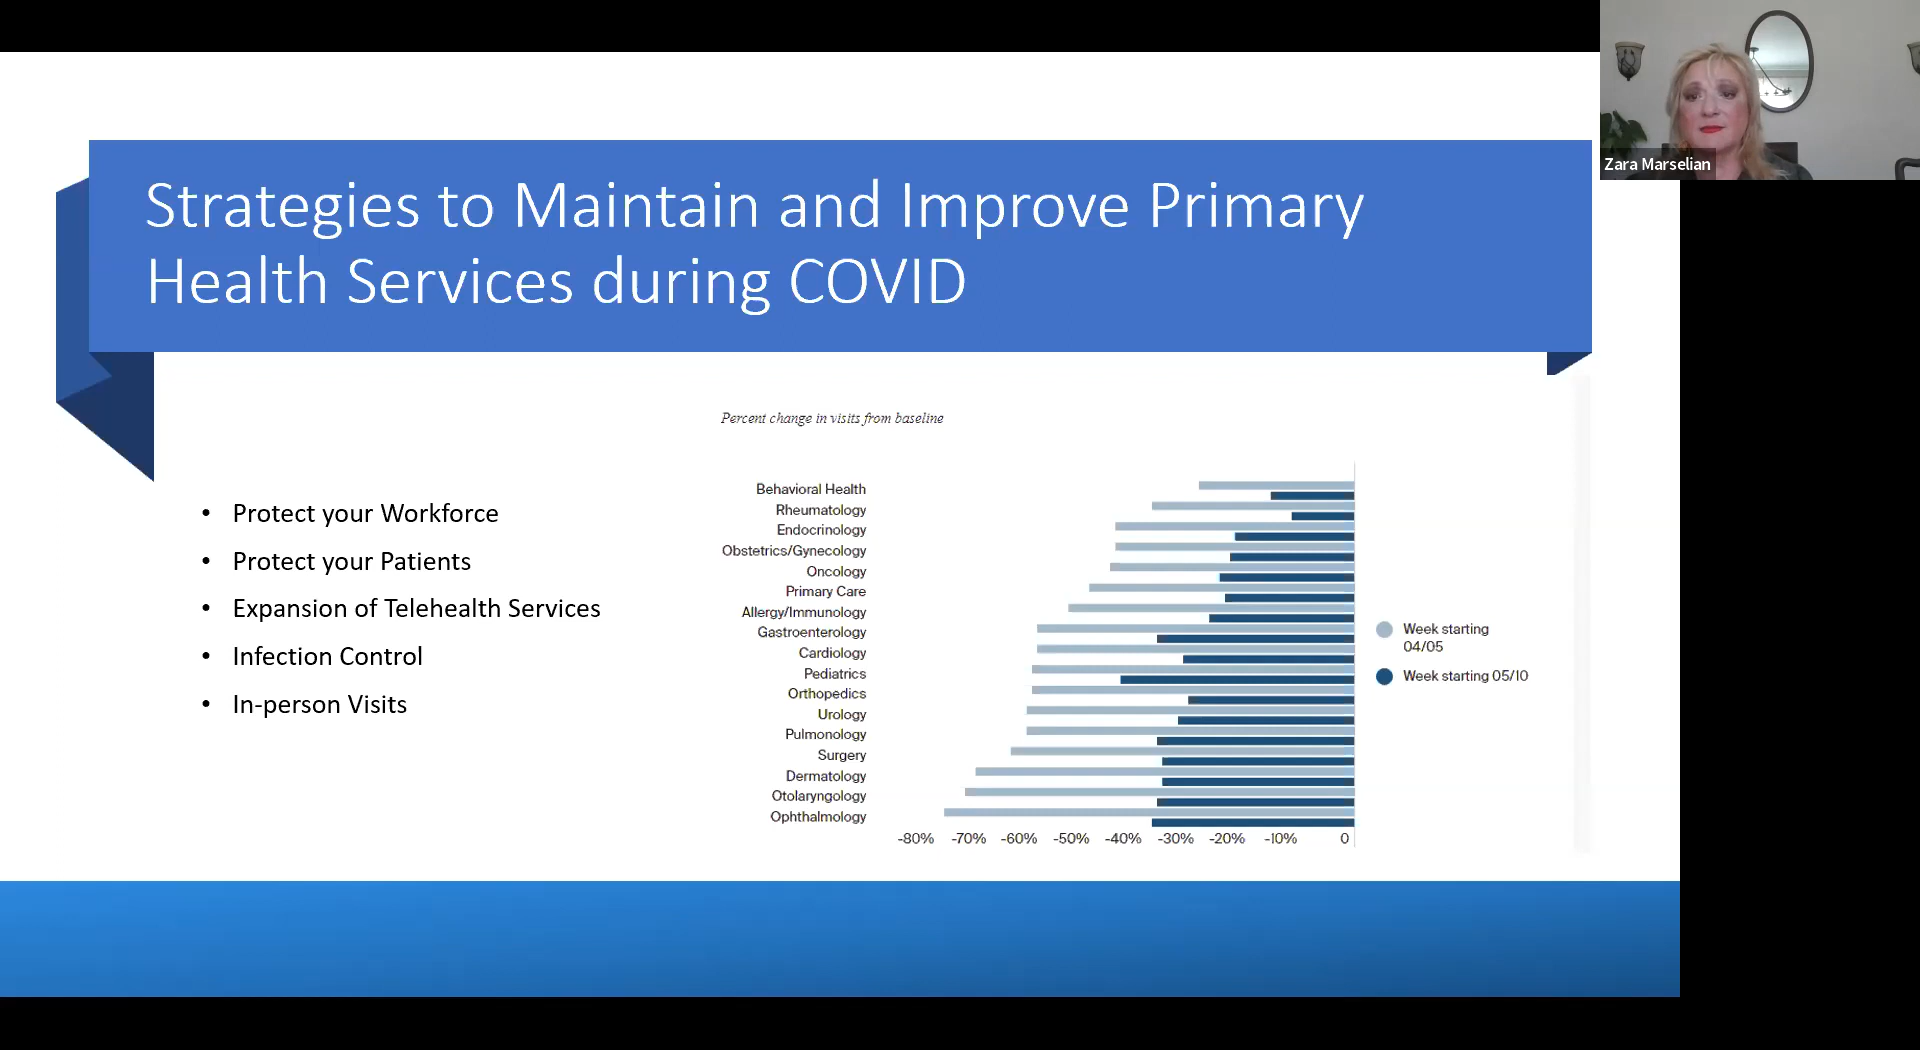 Strategies to Maintain and Improve Primary
Health Services during COVID
Zara Marselian
• Protect your Workforce
• Protect your Patients
• Expansion of Telehealth Services
• Infection Control
• In-person Visits
Percent change in visits from baseline
Behavioral Health
Rheumatology
Endocrinology
Obstetrics/Gynecology
Oncology
Primary Care
Allergy/Immunology
Gastroenterology
Cardiology
Pediatrics
Orthopedics
Urology
Pulmonology
Surgery
Dermatology
Otolaryngology
Ophthalmology
-80% -70% -60% -50% -40% -30% -20% -10% 0
Week starting
04/05
Week starting 05/10